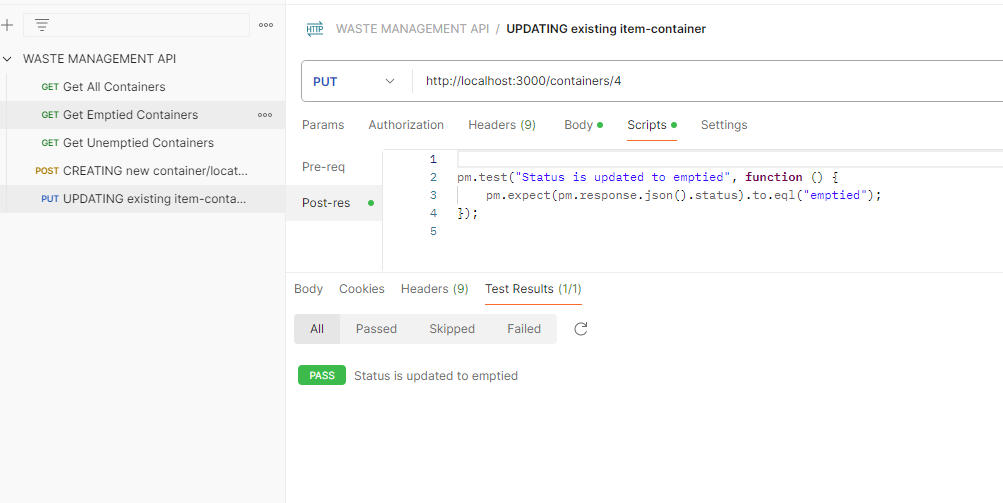 WASTE MANAGEMENT API
GET Get All Containers
GET Get Emptied Containers
GET Get Unemptied Containers
POST CREATING new container/locat...
PUT UPDATING existing item-conta...
HTTP WASTE MANAGEMENT API / UPDATING existing item-container
PUT http://localhost:3000/containers/4
Params Authorization Headers (9) Body Scripts Settings
Pre-req
Post-res
1
2 pm.test("Status is updated to emptied", function () {
3 pm.expect(pm.response.json().status).to.eql("emptied");
4 });
5
Body Cookies Headers (9) Test Results (1/1)
All Passed Skipped Failed
PASS Status is updated to emptied